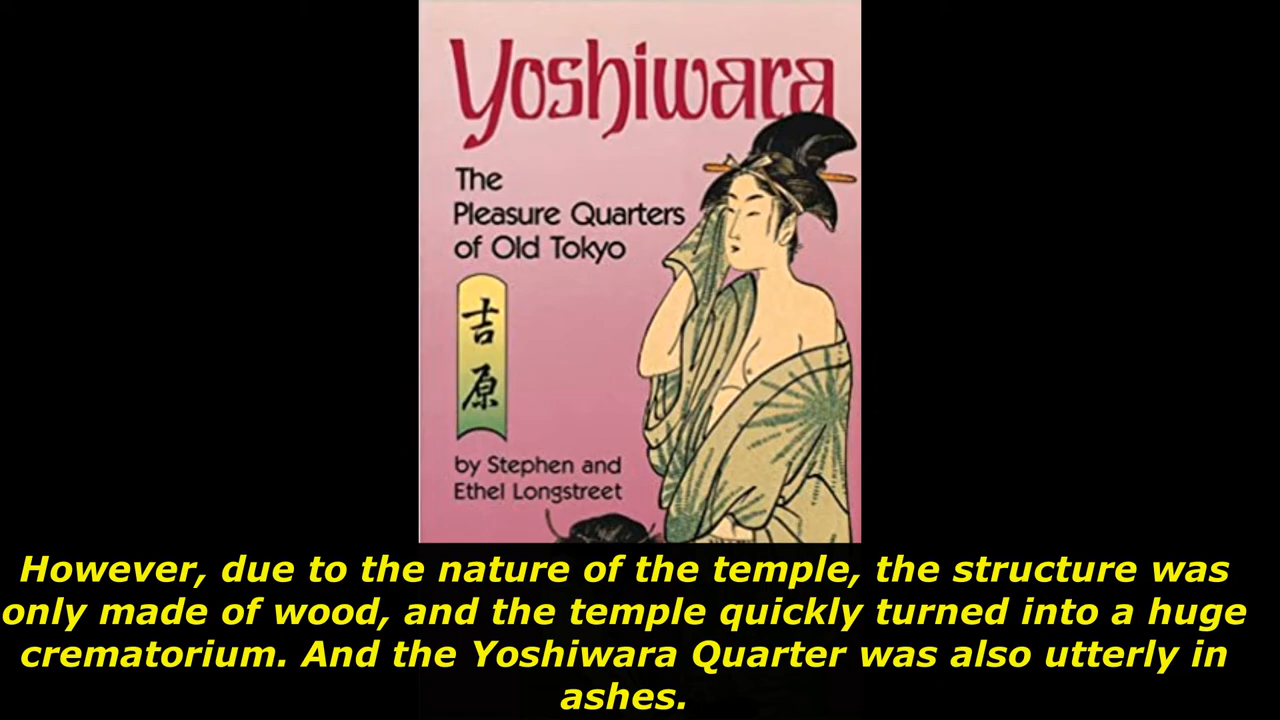 Yoshiwara
The
Pleasure Quarters
of Old Tokyo
吉
原
by Stephen and
Ethel Longstreet
However, due to the nature of the temple, the structure was
only made of wood, and the temple quickly turned into a huge
crematorium. And the Yoshiwara Quarter was also utterly in
ashes.